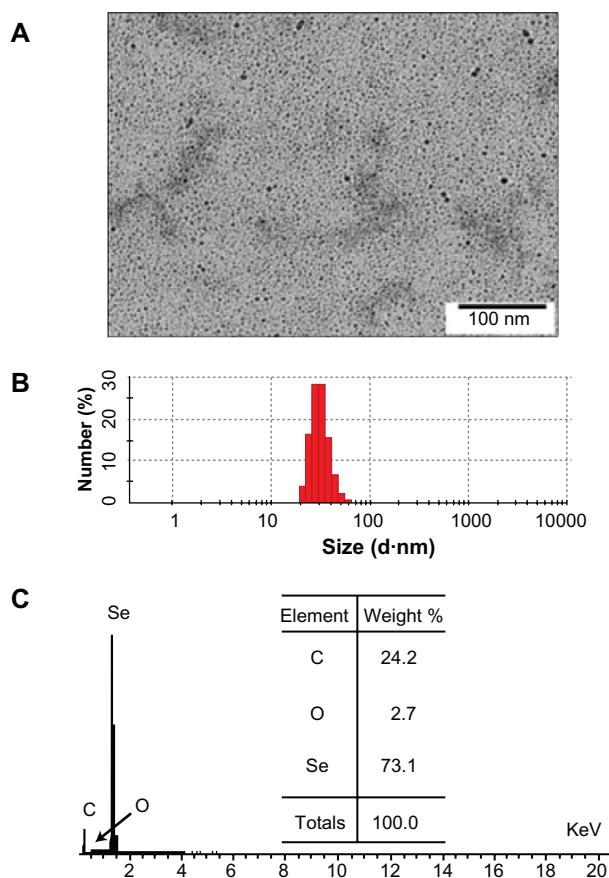 A
100 nm
B
Number (%)
30
20
10
0
1 10 100 1000 10000
Size (d·nm)
C
Se
C
O
Element Weight %
C 24.2
O 2.7
Se 73.1
Totals 100.0
KeV
2 4 6 8 10 12 14 16 18 20